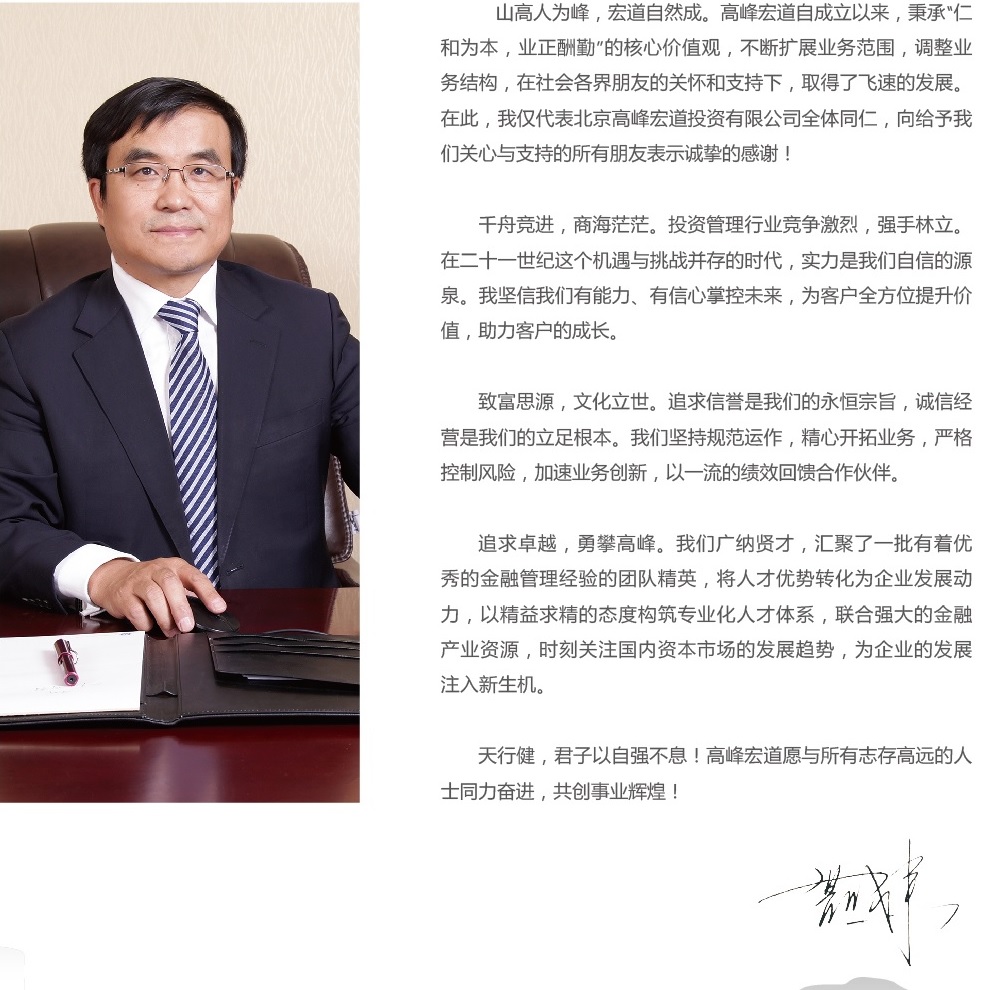 山高人为峰，宏道自然成。高峰宏道自成立以来，秉承“仁
和为本，业正酬勤”的核心价值观，不断扩展业务范围，调整业
务结构，在社会各界朋友的关怀和支持下，取得了飞速的发展。
在此，我仅代表北京高峰宏道投资有限公司全体同仁，向给予我
们关心与支持的所有朋友表示诚挚的感谢！
千舟竞进，商海茫茫。投资管理行业竞争激烈，强手林立。
在二十一世纪这个机遇与挑战并存的时代，实力是我们自信的源
泉。我坚信我们有能力、有信心掌控未来，为客户全方位提升价
值，助力客户的成长。
致富思源，文化立世。追求信誉是我们的永恒宗旨，诚信经
营是我们的立足根本。我们坚持规范运作，精心开拓业务，严格
控制风险，加速业务创新，以一流的绩效回馈合作伙伴。
追求卓越，勇攀高峰。我们广纳贤才，汇聚了一批有着优
秀的金融管理经验的团队精英，将人才优势转化为企业发展动
力，以精益求精的态度构筑专业化人才体系，联合强大的金融
产业资源，时刻关注国内资本市场的发展趋势，为企业的发展
注入新生机。
天行健，君子以自强不息！高峰宏道愿与所有志存高远的人
士同力奋进，共创事业辉煌！